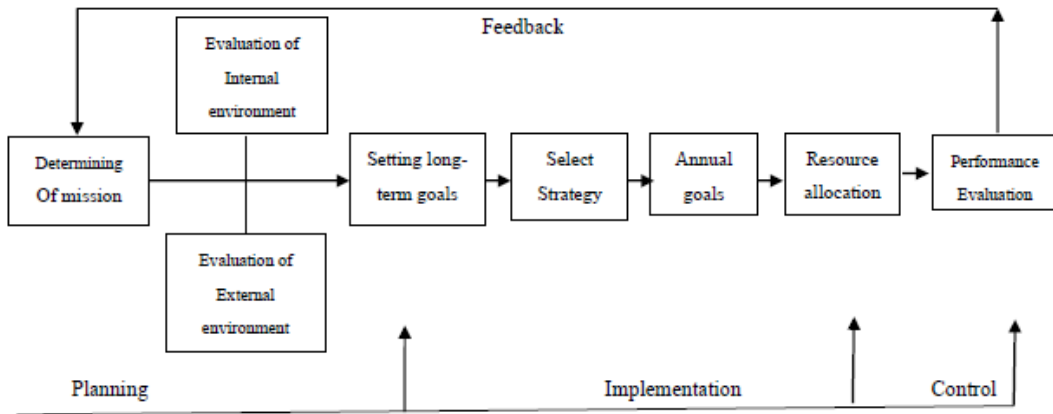 Feedback
Evaluation of
Internal
environment
Determining
Of mission
Setting long-
term goals
Select
Strategy
Annual
goals
Resource
allocation
Performance
Evaluation
Evaluation of
External
environment
Planning
Implementation
Control